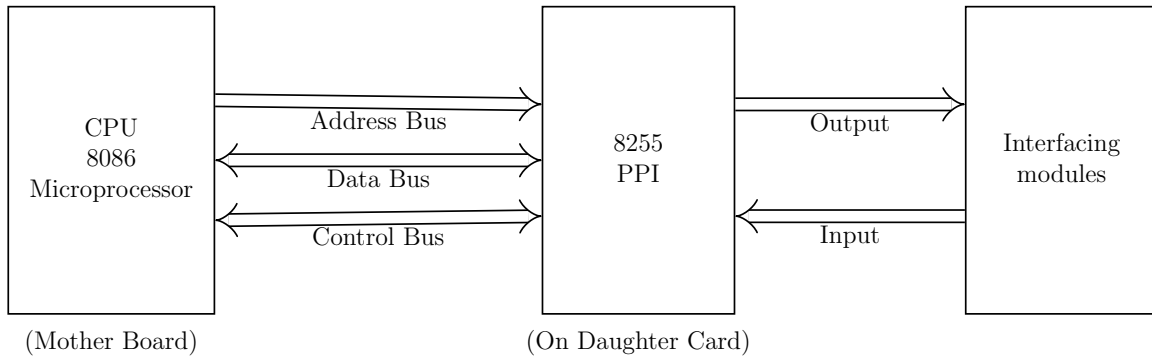 CPU
8086
Microprocessor
Address Bus
Data Bus
Control Bus
8255
PPI
Output
Input
Interfacing
modules
(Mother Board)
(On Daughter Card)